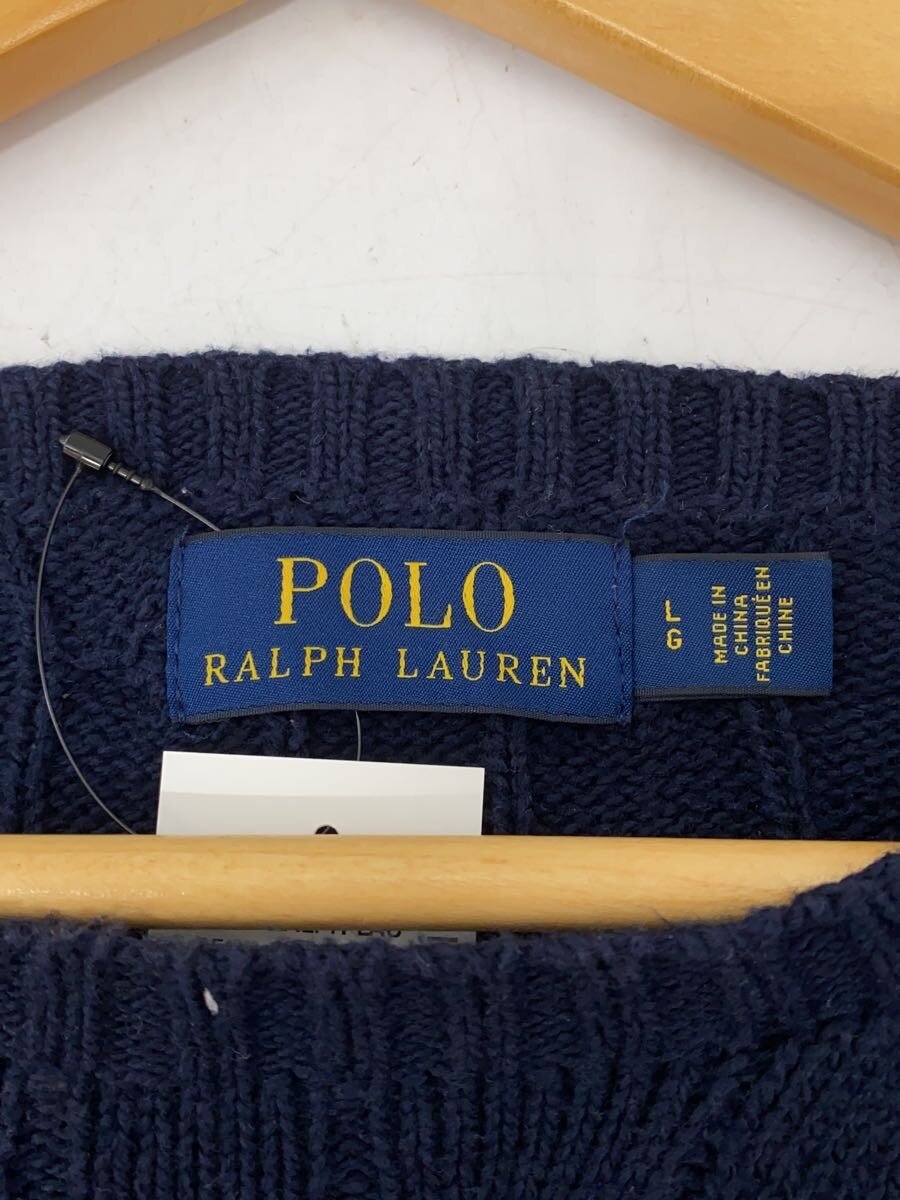 POLO
RALPH LAUREN
L
G
MADE IN
CHINA
FABRIQUÉ EN
CHINE